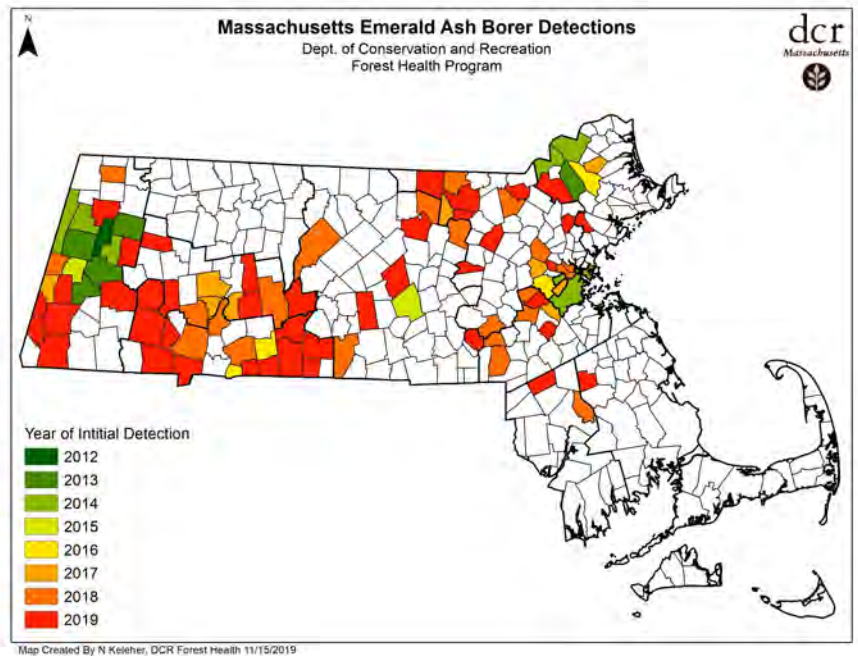 N
Massachusetts Emerald Ash Borer Detections
Dept. of Conservation and Recreation
Forest Health Program
dcr
Massachusetts
Year of Intitial Detection
2012
2013
2014
2015
2016
2017
2018
2019
Map Created By N Keleher, DCR Forest Health 11/15/2019